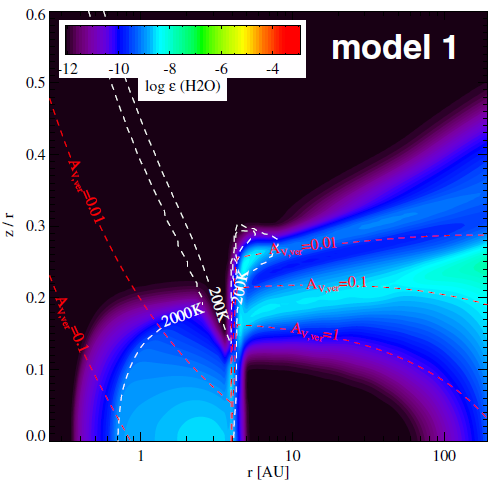 0.6
0.5
0.4
0.3
0.2
0.1
0.0
z / r
-12 -10 -8 -6 -4
log ε (H2O)
model 1
A_V,ver=0.01
A_V,ver=0.1
2000K
200K
200K
A_V,ver=0.01
A_V,ver=0.1
A_V,ver=1
1 10 100
r [AU]